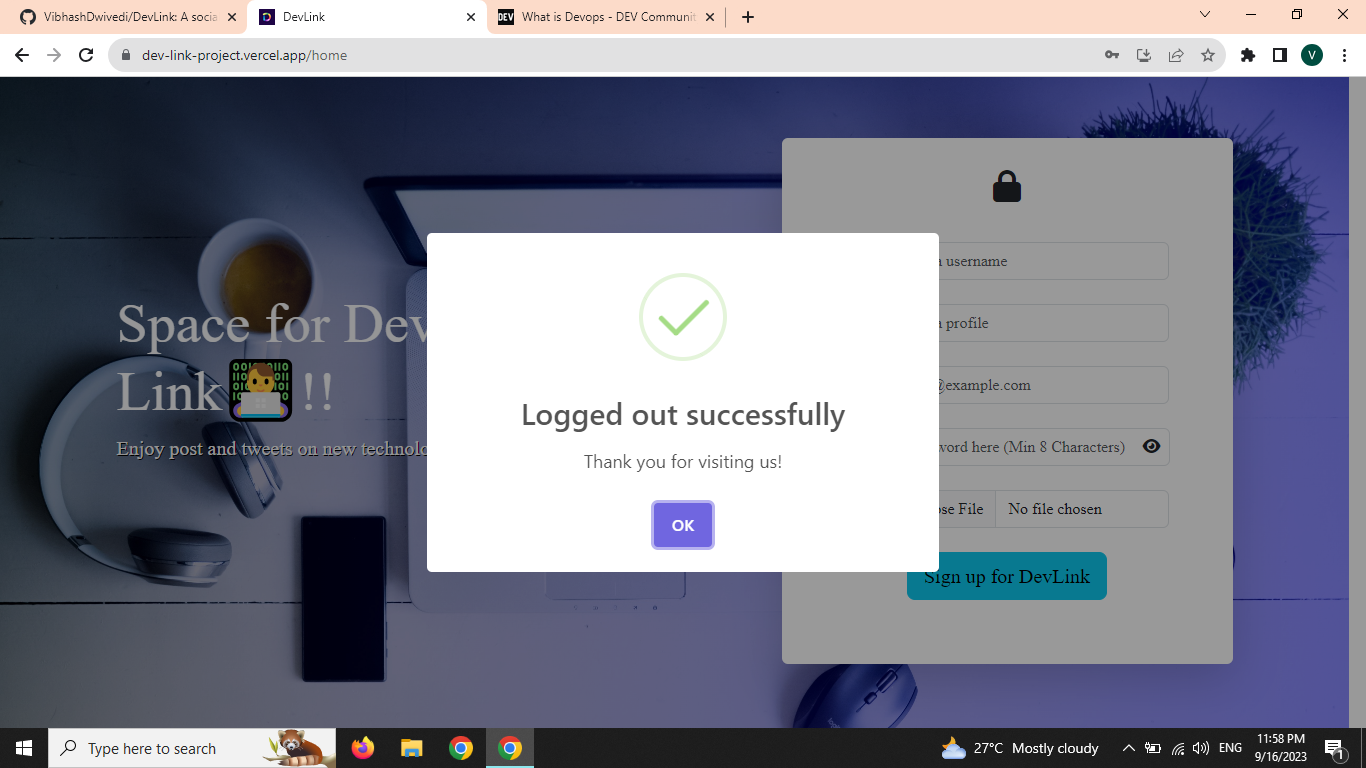 VibhashDwivedi/DevLink: A socia
DevLink
DEV
What is Devops - DEV Communit
dev-link-project.vercel.app/home
V
Space for Dev
Link !!
Enjoy post and tweets on new technolo
a username
a profile
@example.com
word here (Min 8 Characters)
ose File
No file chosen
Sign up for DevLink
Logged out successfully
Thank you for visiting us!
OK
Type here to search
27°C Mostly cloudy
ENG
11:58 PM
9/16/2023
1